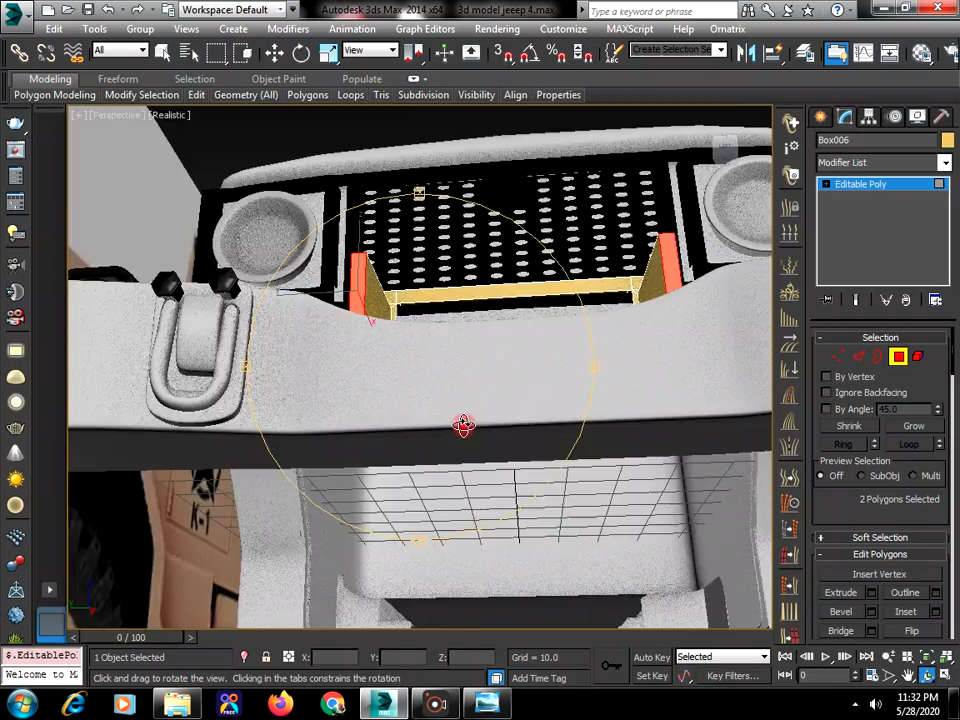 Workspace: Default
Autodesk 3ds Max 2014 x64
3d model jeeep 4.max
Type a keyword or phrase
Edit Tools Group Views Create Modifiers Animation Graph Editors Rendering Customize MAXScript Help Ornatrix
All
View
Create Selection Se
Modeling Freeform Selection Object Paint Populate
Polygon Modeling Modify Selection Edit Geometry (All) Polygons Loops Tris Subdivision Visibility Align Properties
[+] [Perspective] [Realistic]
Box006
Modifier List
Editable Poly
Selection
By Vertex
Ignore Backfacing
By Angle: 45.0
Shrink Grow
Ring Loop
Preview Selection
Off SubObj Multi
2 Polygons Selected
Soft Selection
Edit Polygons
Insert Vertex
Extrude Outline
Bevel Inset
Bridge Flip
K-1
0 / 100
$.EditablePo
Welcome to M
1 Object Selected
X: Y: Z:
Grid = 10.0
Auto Key Selected
Click and drag to rotate the view. Clicking in the tabs constrains the rotation
Add Time Tag
Set Key Key Filters...
0
11:32 PM
5/28/2020